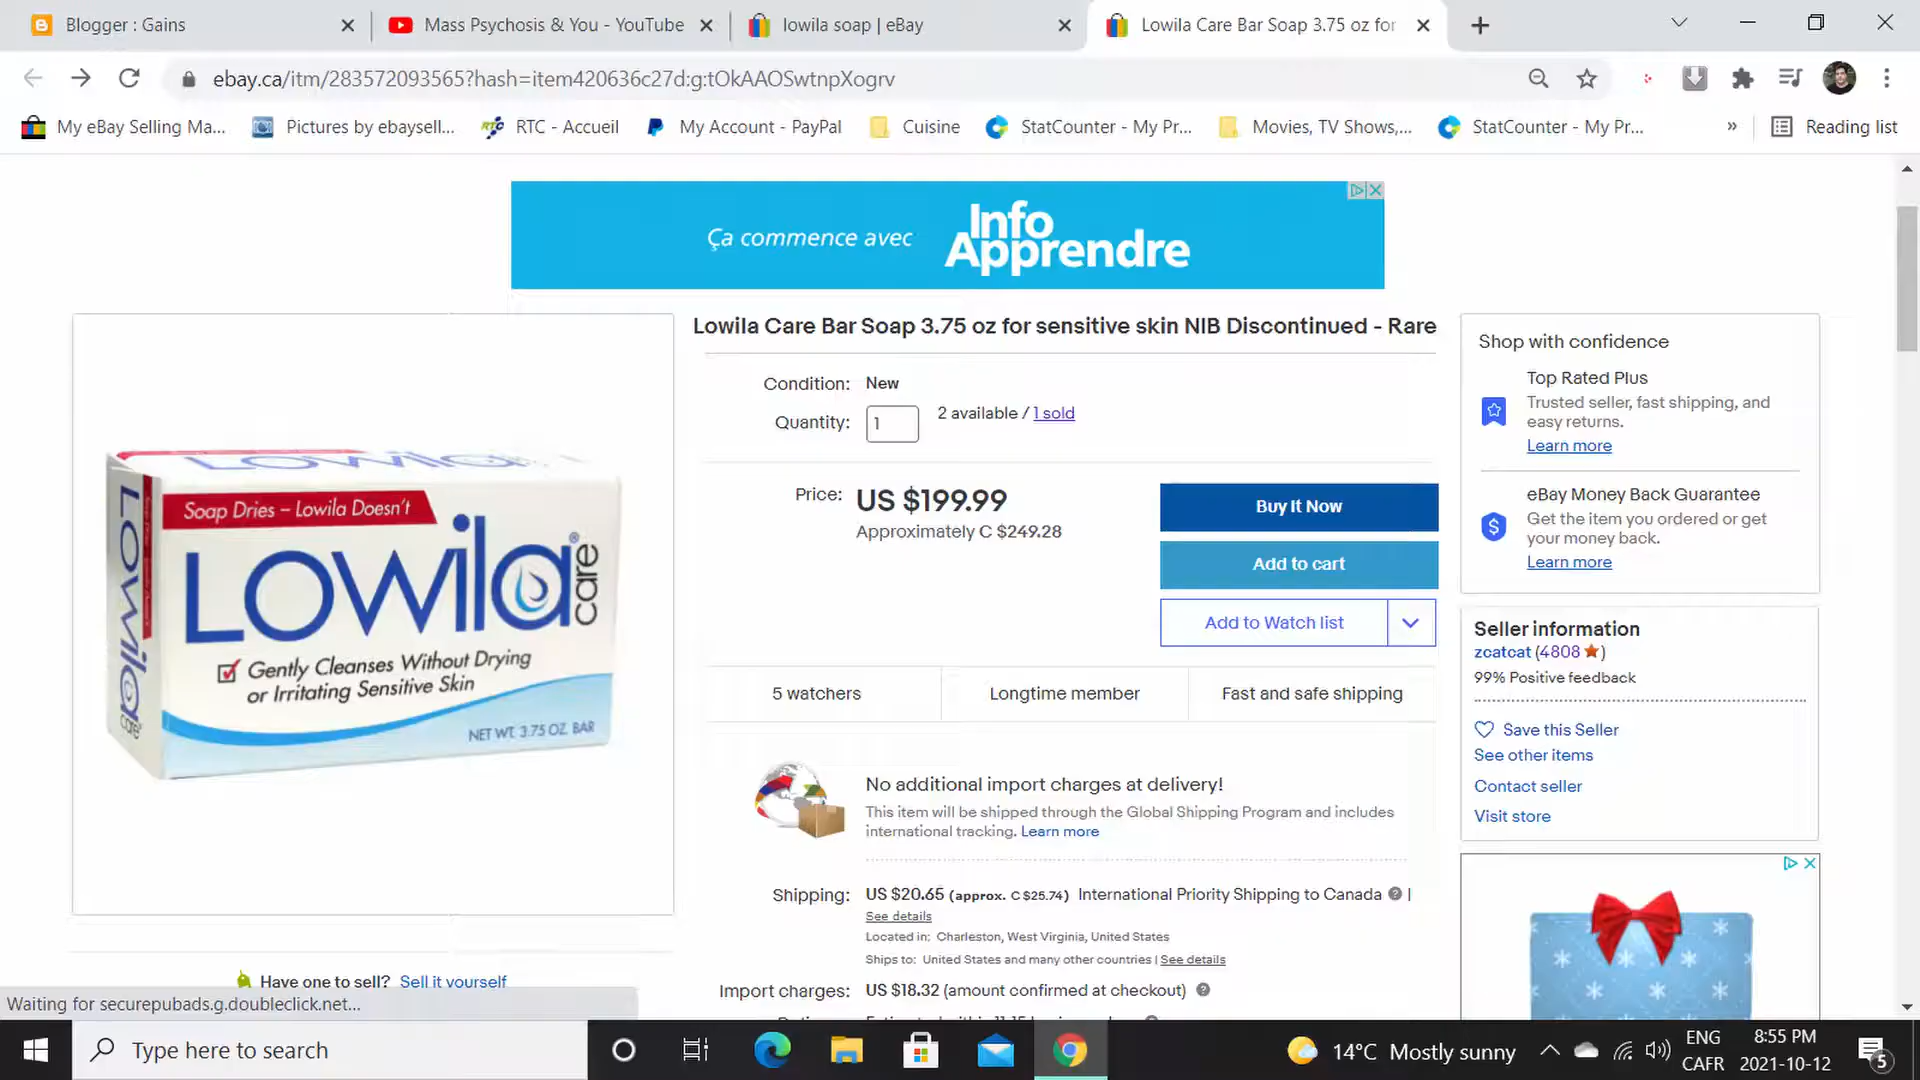 Blogger : Gains
Mass Psychosis & You - YouTube
lowila soap | eBay
Lowila Care Bar Soap 3.75 oz for
ebay.ca/itm/283572093565?hash=item420636c27d:g:tOkAAOSwtnpXogrv
My eBay Selling Ma...
Pictures by ebaysell...
RTC - Accueil
My Account - PayPal
Cuisine
StatCounter - My Pr...
Movies, TV Shows,...
StatCounter - My Pr...
»
Reading list
Ça commence avec
Info
Apprendre
Lowila Care Bar Soap 3.75 oz for sensitive skin NIB Discontinued - Rare
Condition: New
Quantity: 1
2 available / 1 sold
Price: US $199.99
Approximately C $249.28
Buy It Now
Add to cart
Add to Watch list
5 watchers
Longtime member
Fast and safe shipping
No additional import charges at delivery!
This item will be shipped through the Global Shipping Program and includes
international tracking. Learn more
Shipping: US $20.65 (approx. C $25.74) International Priority Shipping to Canada |
See details
Located in: Charleston, West Virginia, United States
Ships to: United States and many other countries | See details
Import charges: US $18.32 (amount confirmed at checkout)
Lowila
Soap Dries – Lowila Doesn't
Lowila® care
Lowila care
Gently Cleanses Without Drying
or Irritating Sensitive Skin
NET WT. 3.75 OZ. BAR
Have one to sell? Sell it yourself
Shop with confidence
Top Rated Plus
Trusted seller, fast shipping, and
easy returns.
Learn more
eBay Money Back Guarantee
Get the item you ordered or get
your money back.
Learn more
Seller information
zcatcat (4808)
99% Positive feedback
Save this Seller
See other items
Contact seller
Visit store
Waiting for securepubads.g.doubleclick.net...
Type here to search
14°C Mostly sunny
ENG
CAFR
8:55 PM
2021-10-12
5